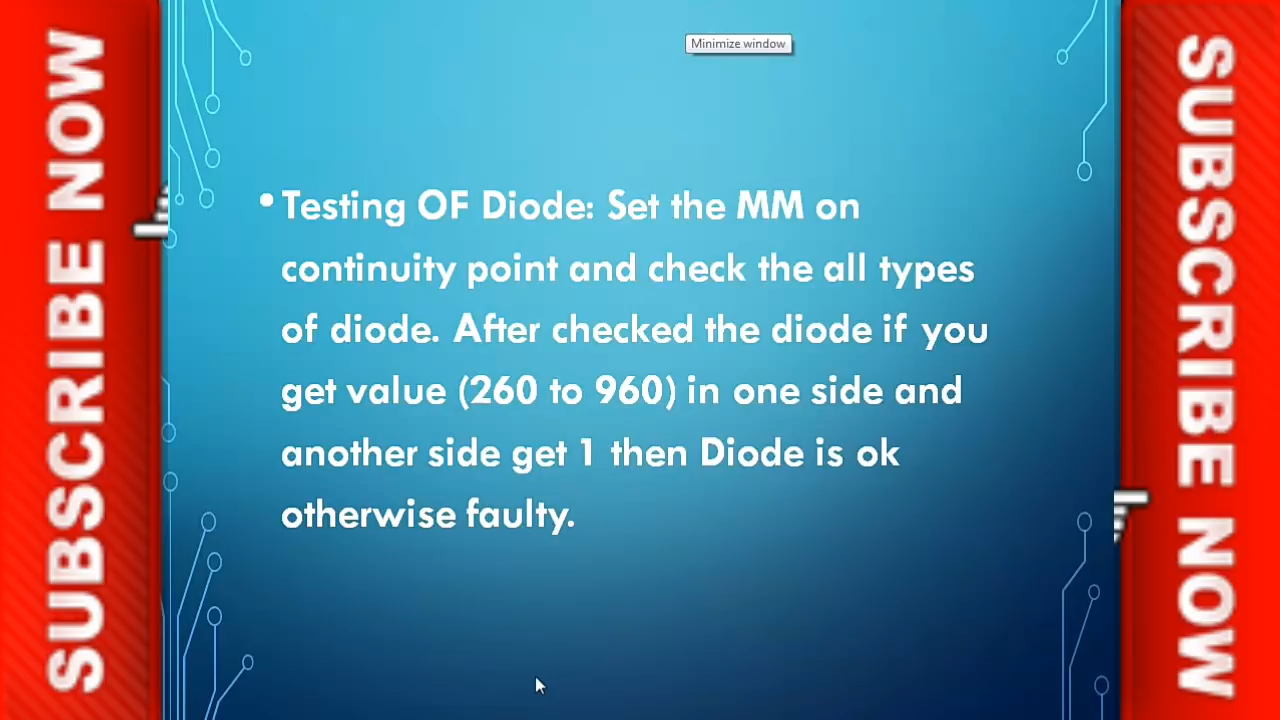 SUBSCRIBE NOW
Minimize window
• Testing OF Diode: Set the MM on
continuity point and check the all types
of diode. After checked the diode if you
get value (260 to 960) in one side and
another side get 1 then Diode is ok
otherwise faulty.
SUBSCRIBE NOW